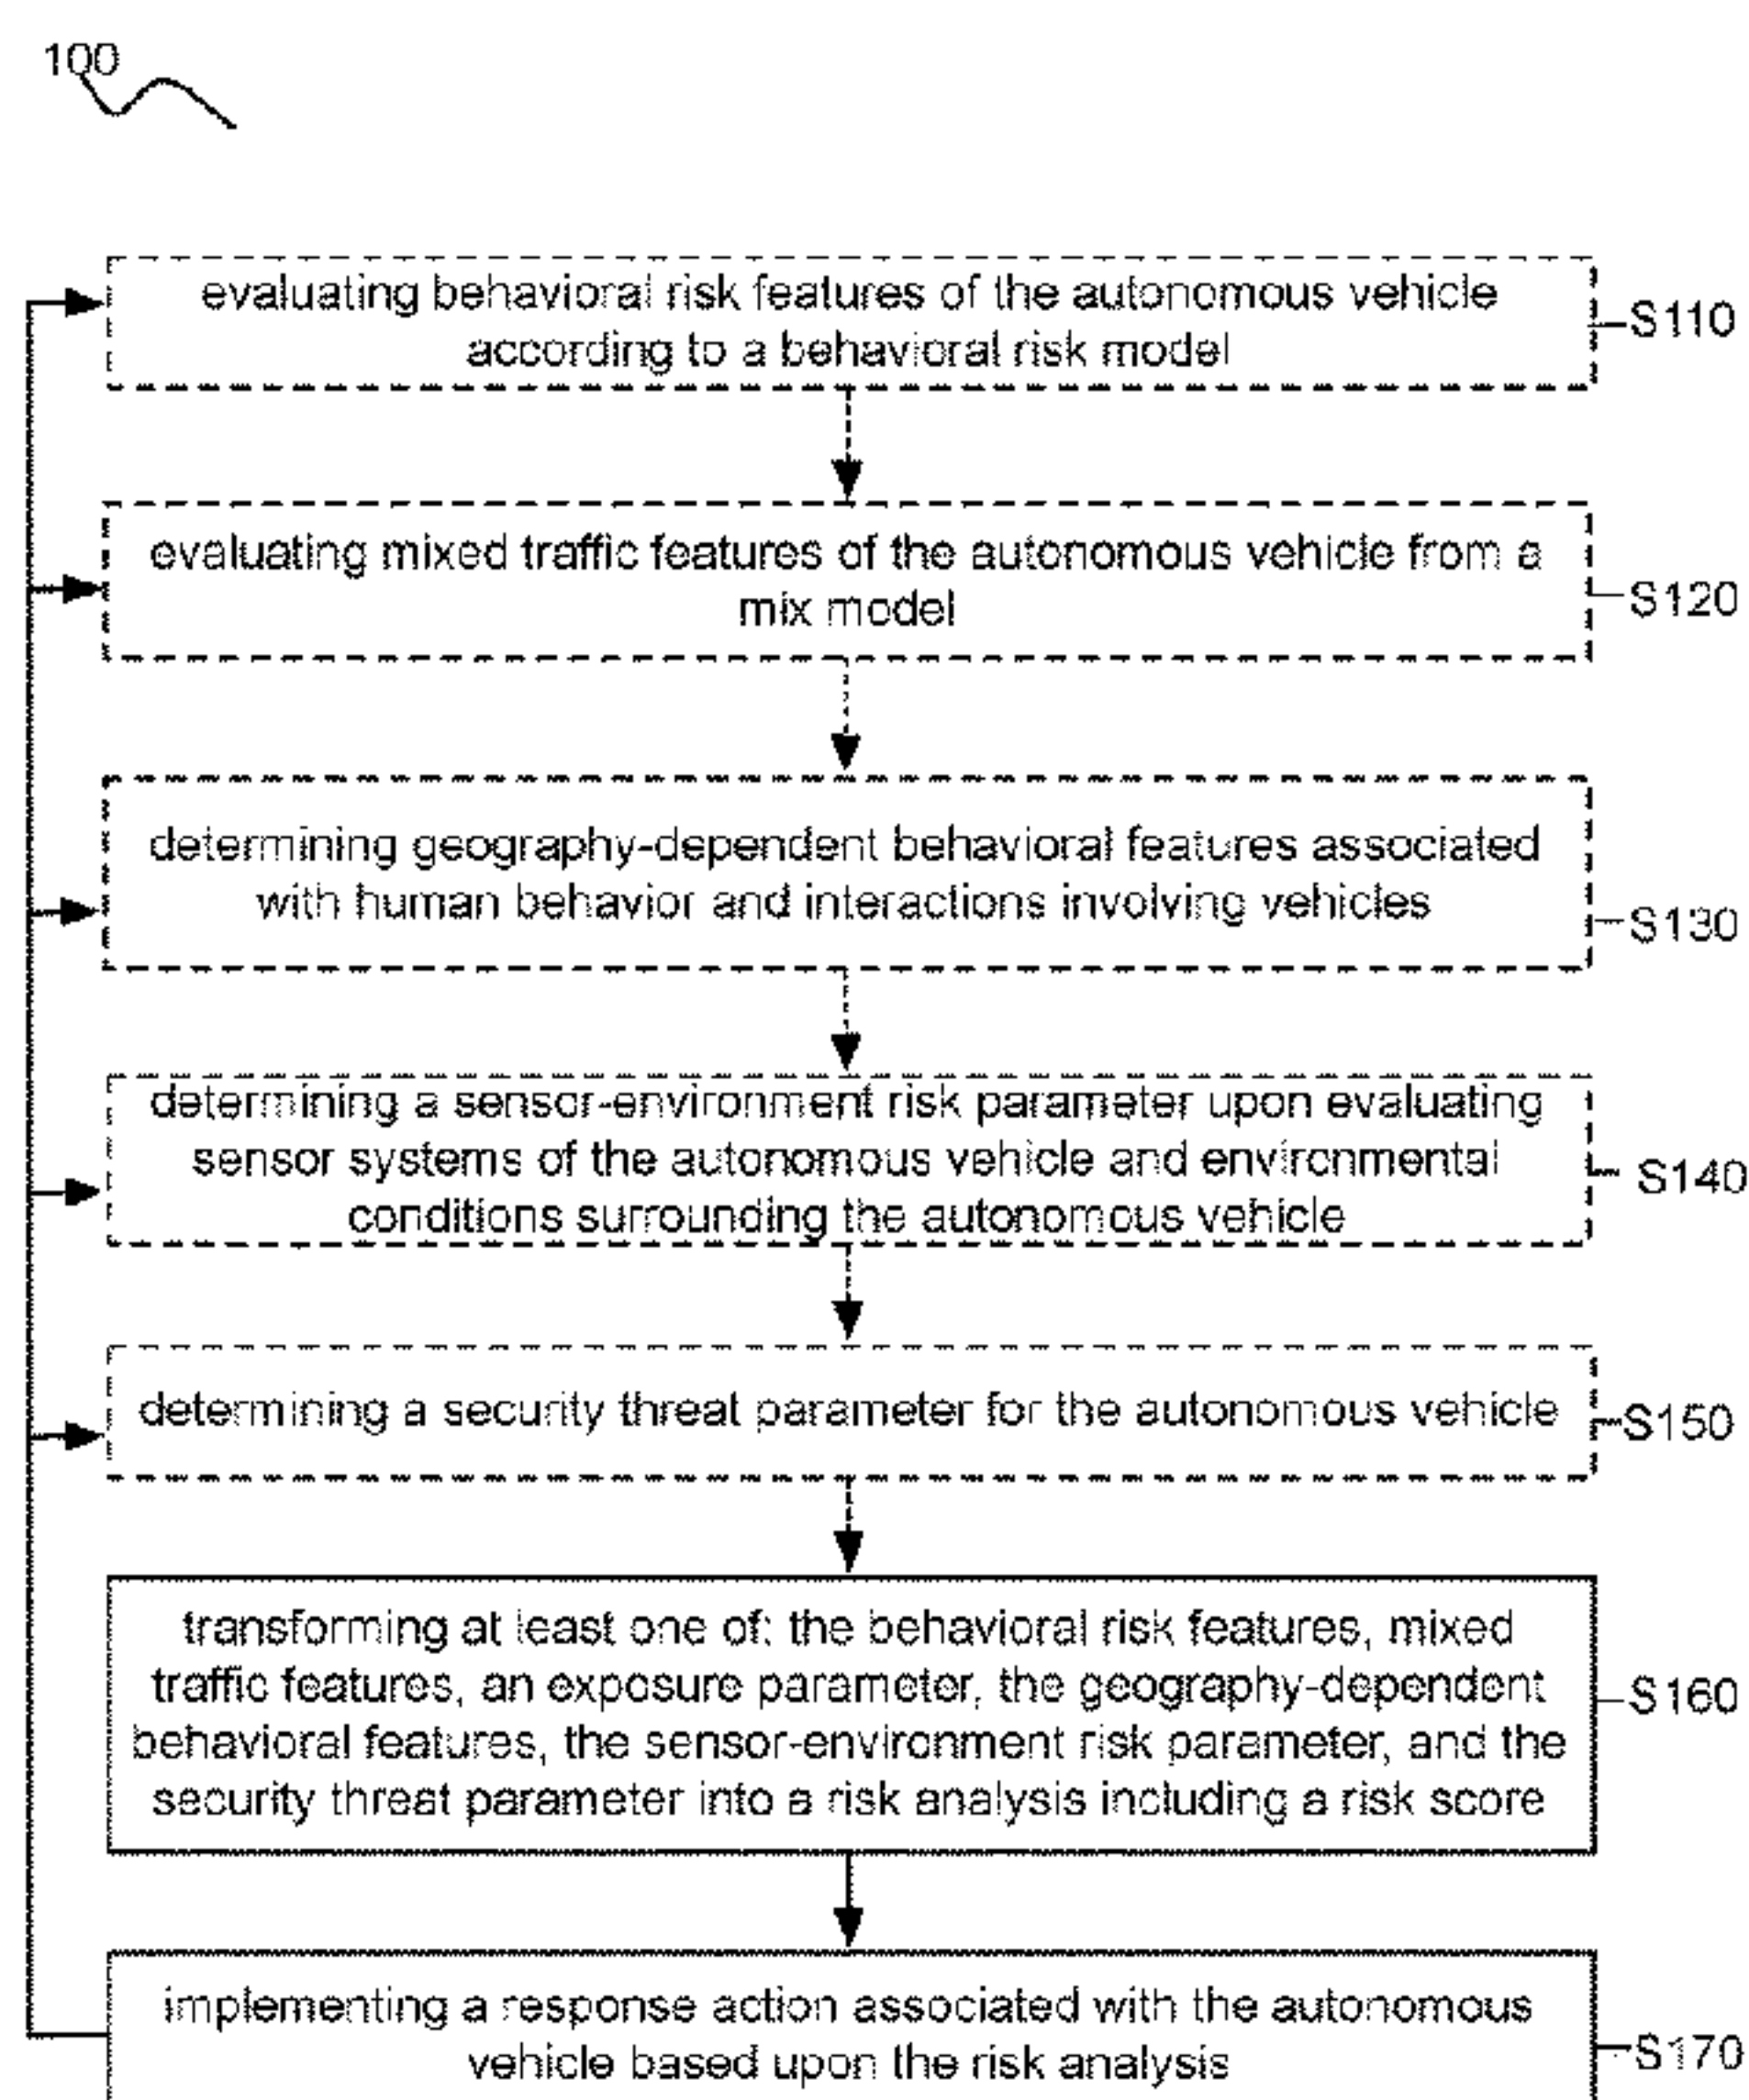 100
evaluating behavioral risk features of the autonomous vehicle
according to a behavioral risk model
S110
evaluating mixed traffic features of the autonomous vehicle from a
mix model
S120
determining geography-dependent behavioral features associated
with human behavior and interactions involving vehicles
S130
determining a sensor-environment risk parameter upon evaluating
sensor systems of the autonomous vehicle and environmental
conditions surrounding the autonomous vehicle
S140
determining a security threat parameter for the autonomous vehicle
S150
transforming at least one of: the behavioral risk features, mixed
traffic features, an exposure parameter, the geography-dependent
behavioral features, the sensor-environment risk parameter, and the
security threat parameter into a risk analysis including a risk score
S160
implementing a response action associated with the autonomous
vehicle based upon the risk analysis
S170